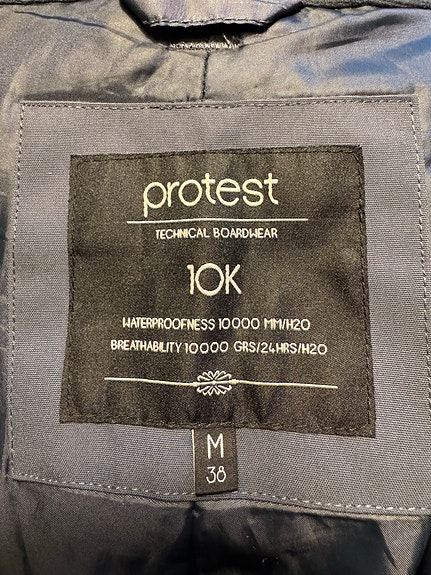 protest
TECHNICAL BOARDWEAR
10K
WATERPROOFNESS 10000 MM/H2O
BREATHABILITY 10000 GRS/24HRS/H2O
M
38